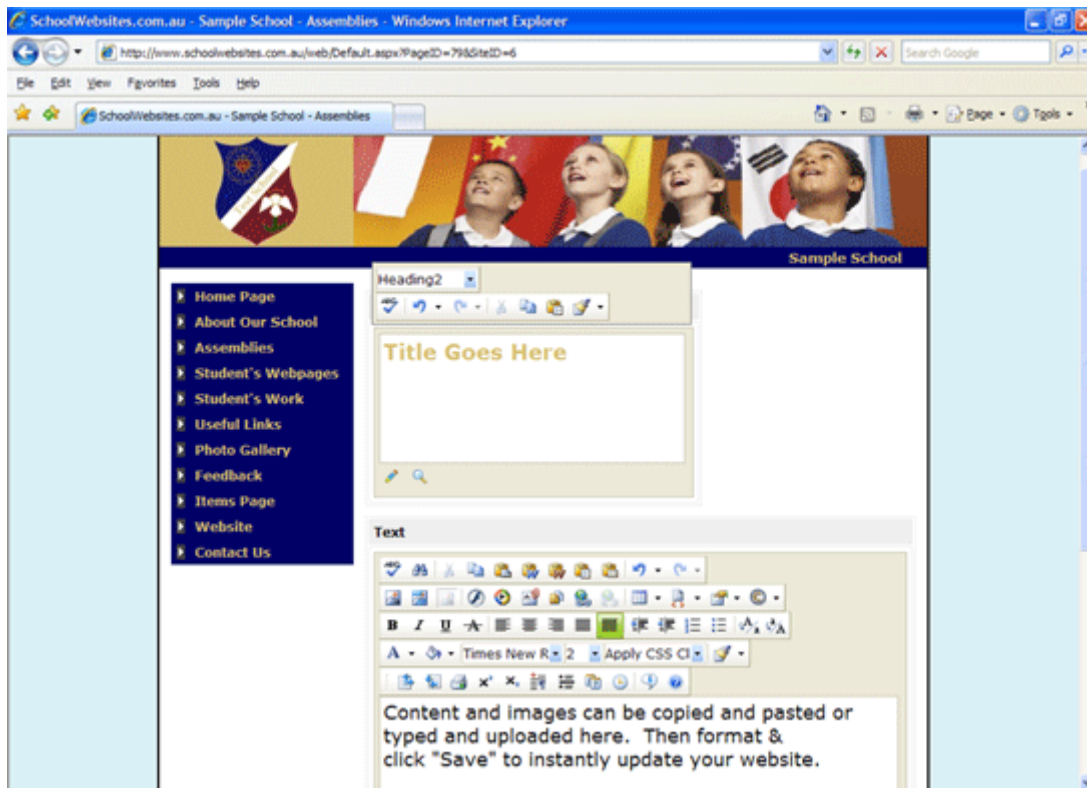 SchoolWebsites.com.au - Sample School - Assemblies - Windows Internet Explorer
http://www.schoolwebsites.com.au/web/Default.aspx?PageID=79&SiteID=6
Search Google
File Edit View Favorites Tools Help
SchoolWebsites.com.au - Sample School - Assemblies
Page Tools
Test School
Sample School
Heading2
Home Page
About Our School
Assemblies
Student's Webpages
Student's Work
Useful Links
Photo Gallery
Feedback
Items Page
Website
Contact Us
Title Goes Here
Text
B I U A
A Times New R 2 Apply CSS Cl
Content and images can be copied and pasted or
typed and uploaded here. Then format &
click "Save" to instantly update your website.